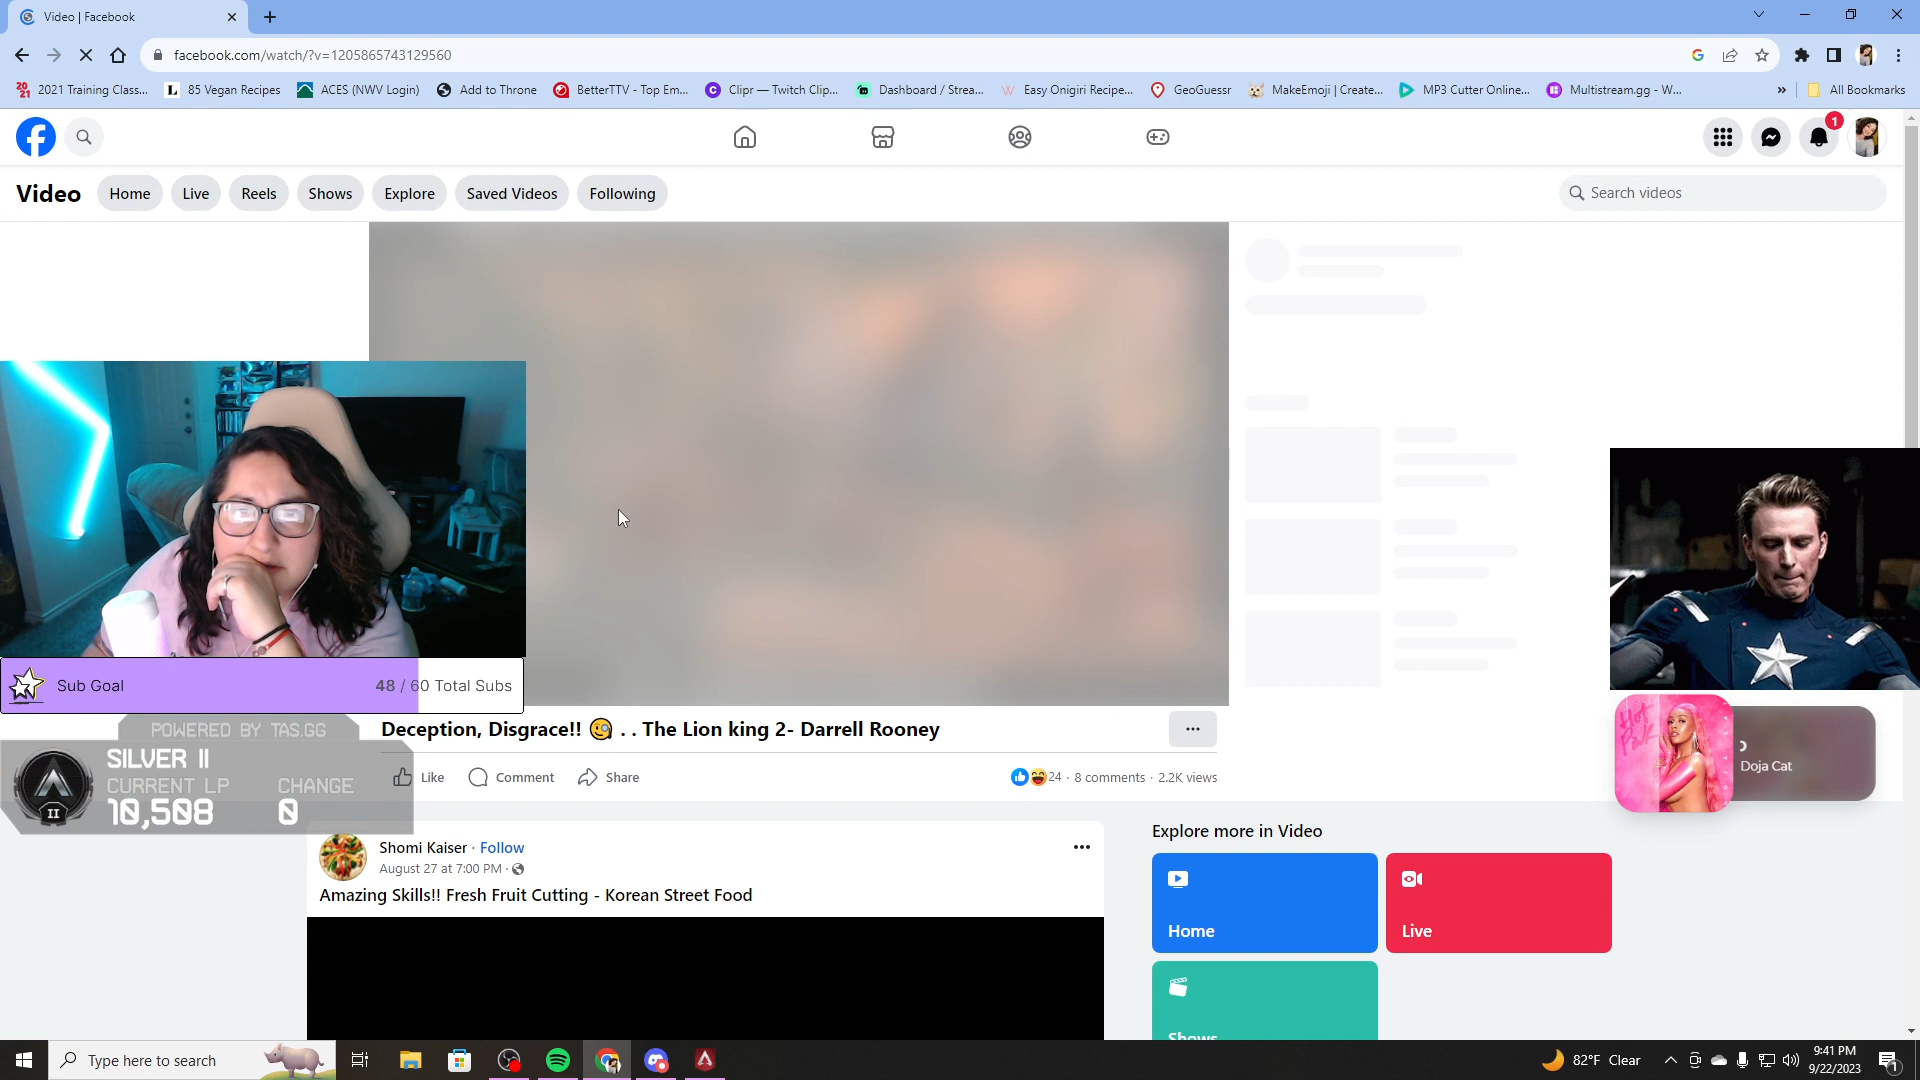 Video | Facebook
facebook.com/watch/?v=1205865743129560
2021 Training Class...
85 Vegan Recipes
ACES (NWV Login)
Add to Throne
BetterTTV - Top Em...
Clipr — Twitch Clip...
Dashboard / Strea...
Easy Onigiri Recipe...
GeoGuessr
MakeEmoji | Create...
MP3 Cutter Online...
Multistream.gg - W...
»
All Bookmarks
1
Video
Home
Live
Reels
Shows
Explore
Saved Videos
Following
Search videos
Sub Goal
48 / 60 Total Subs
POWERED BY TAS.GG
SILVER II
CURRENT LP
CHANGE
10,508
0
II
Deception, Disgrace!! 🧐 . . The Lion king 2- Darrell Rooney
Like
Comment
Share
24 · 8 comments · 2.2K views
Hot Pink
Doja Cat
Shomi Kaiser · Follow
August 27 at 7:00 PM ·
Amazing Skills!! Fresh Fruit Cutting - Korean Street Food
Explore more in Video
Home
Live
Shows
Type here to search
82°F Clear
9:41 PM
9/22/2023
1